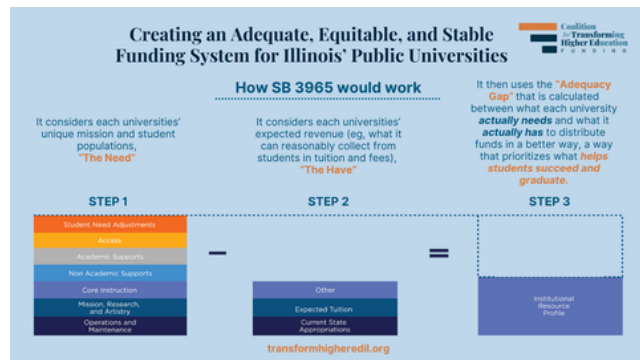 Creating an Adequate, Equitable, and Stable
Funding System for Illinois' Public Universities
Coalition
for Transforming
Higher Education
FUNDING
How SB 3965 would work
It considers each universities'
unique mission and student
populations,
"The Need"
It considers each universities'
expected revenue (eg, what it
can reasonably collect from
students in tuition and fees),
"The Have"
It then uses the "Adequacy
Gap" that is calculated
between what each university
actually needs and what it
actually has to distribute
funds in a better way, a way
that prioritizes what helps
students succeed and
graduate.
STEP 1
Student Need Adjustments
Access
Academic Supports
Non Academic Supports
Core Instruction
Mission, Research,
and Artistry
Operations and
Maintenance
–
STEP 2
Other
Expected Tuition
Current State
Appropriations
=
STEP 3
Institutional
Resource
Profile
transformhigheredil.org